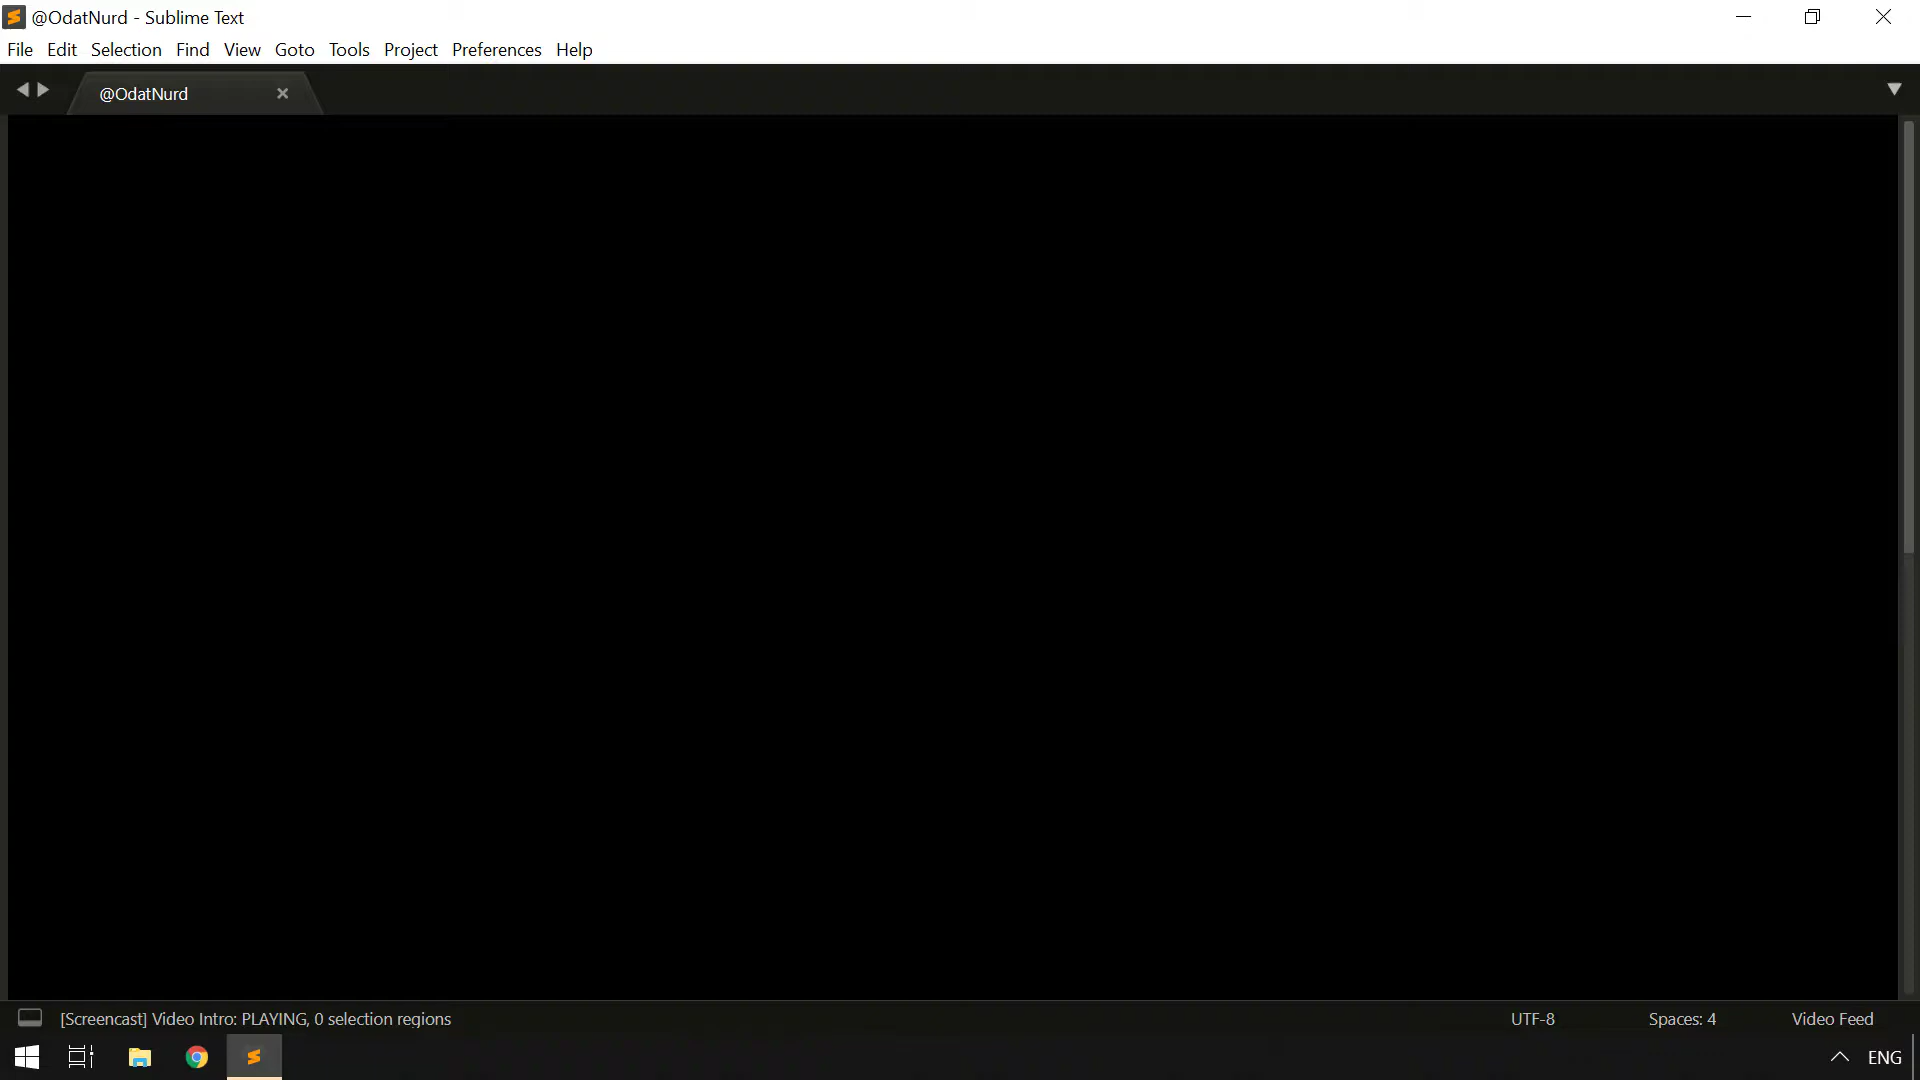 @OdatNurd - Sublime Text
File Edit Selection Find View Goto Tools Project Preferences Help
@OdatNurd
[Screencast] Video Intro: PLAYING, 0 selection regions UTF-8 Spaces: 4 Video Feed
ENG